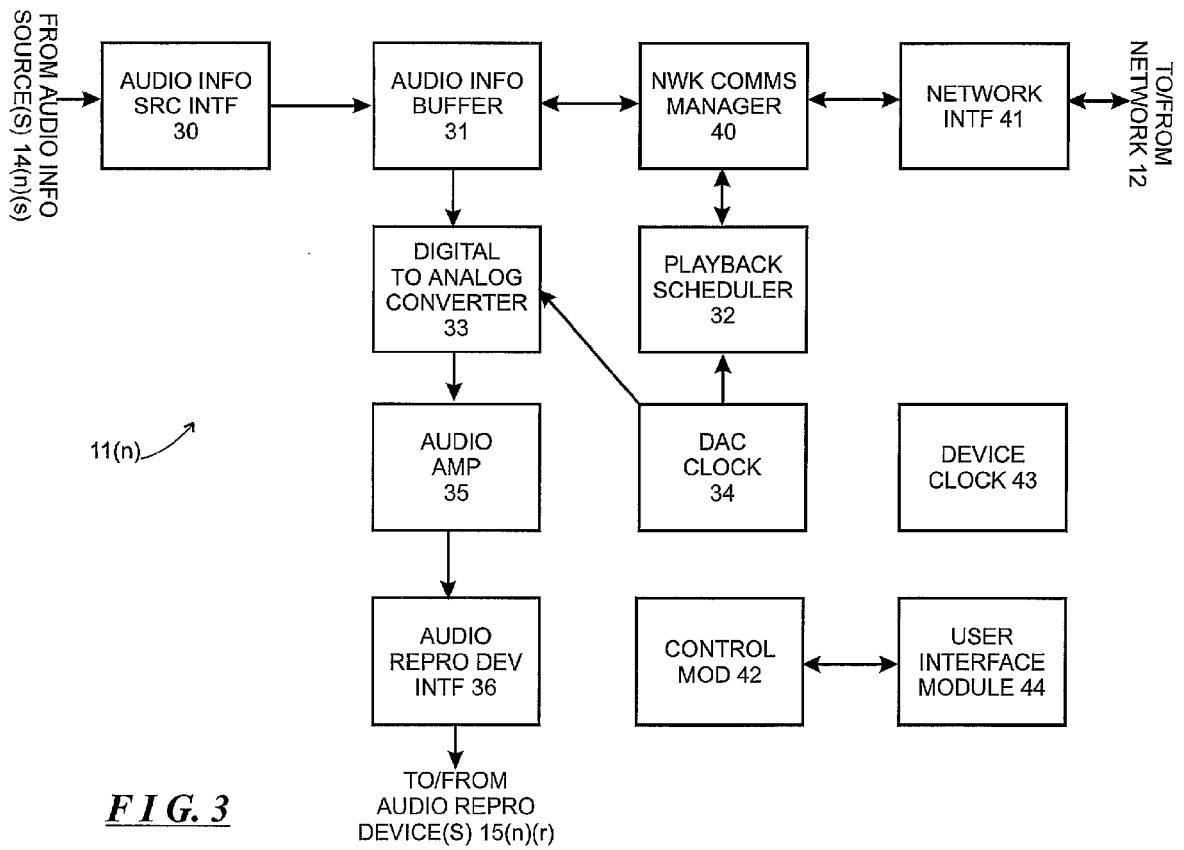 FROM AUDIO INFO
SOURCE(S) 14(n)(s)
AUDIO INFO
SRC INTF
30
AUDIO INFO
BUFFER
31
NWK COMMS
MANAGER
40
NETWORK
INTF 41
TO/FROM
NETWORK 12
DIGITAL
TO ANALOG
CONVERTER
33
PLAYBACK
SCHEDULER
32
11(n)
AUDIO
AMP
35
DAC
CLOCK
34
DEVICE
CLOCK 43
AUDIO
REPRO DEV
INTF 36
CONTROL
MOD 42
USER
INTERFACE
MODULE 44
TO/FROM
AUDIO REPRO
DEVICE(S) 15(n)(r)
FIG. 3